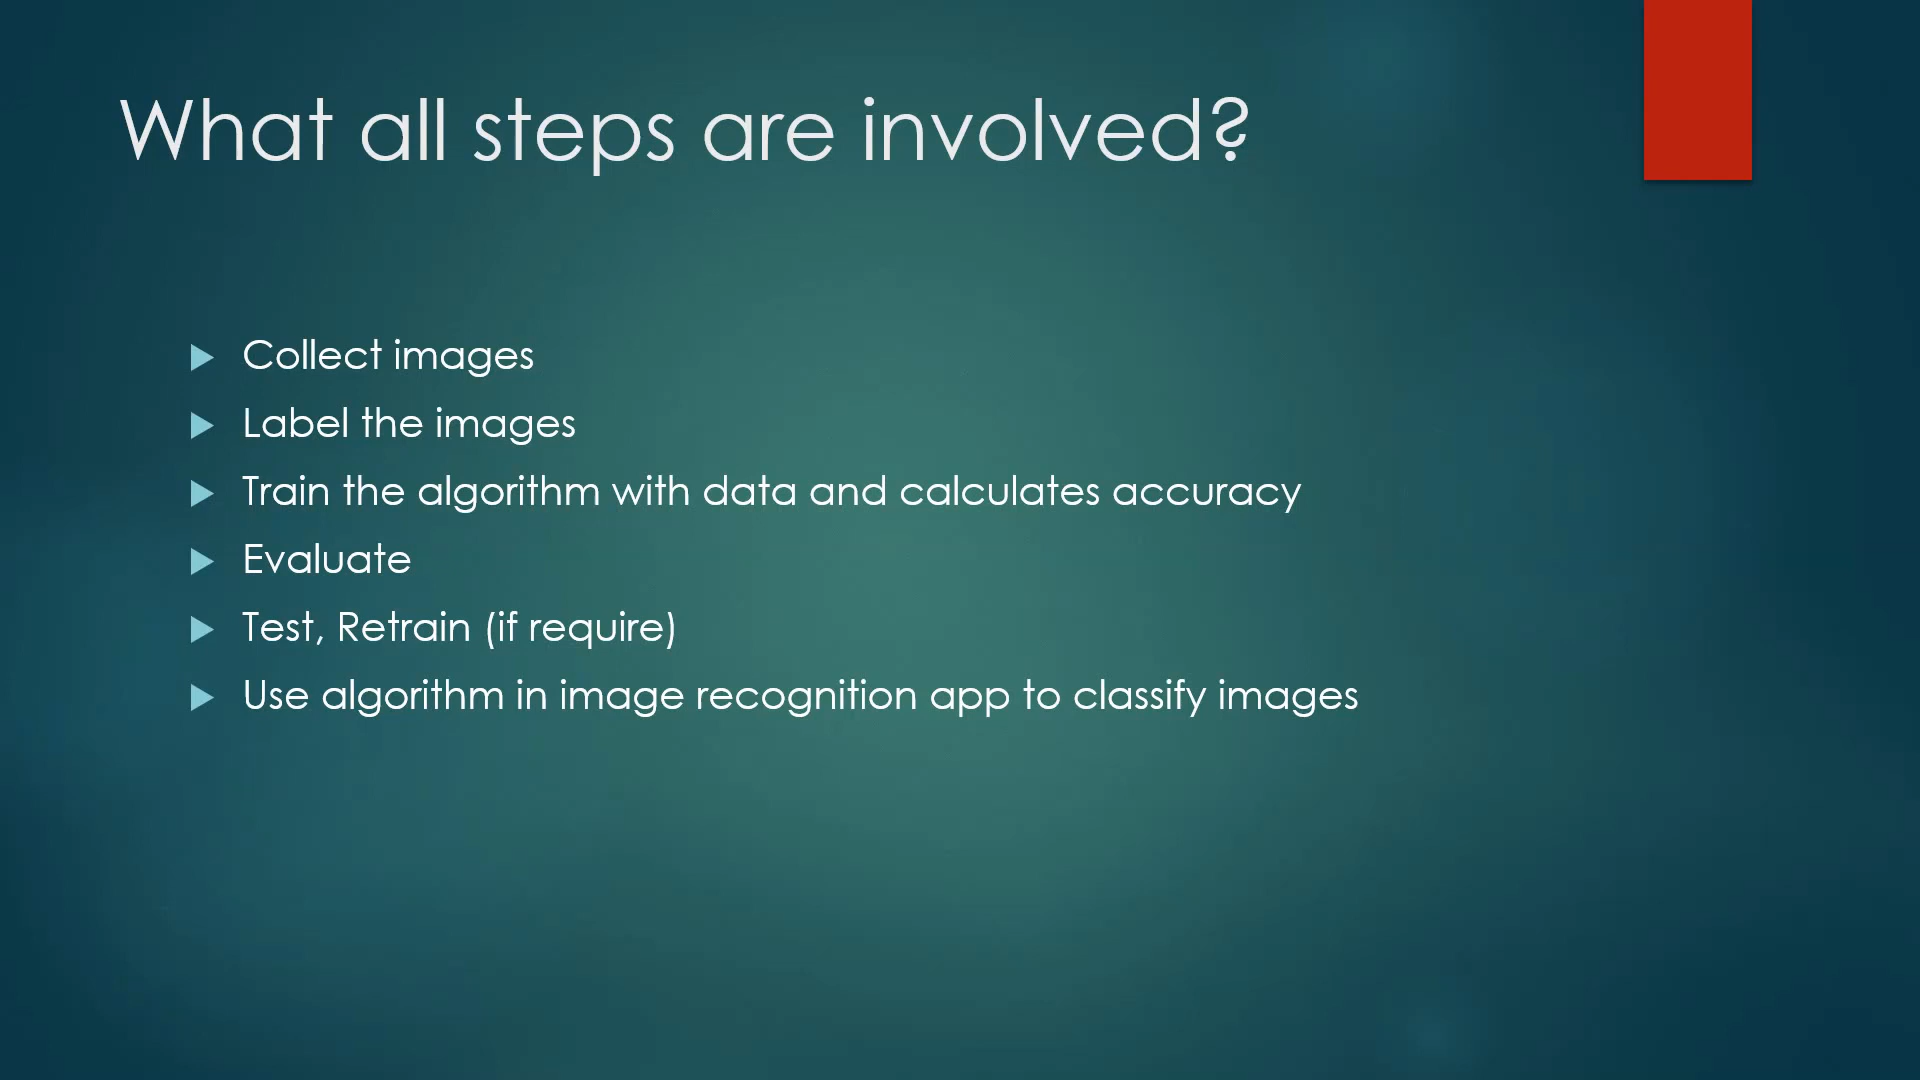 What all steps are involved?
Collect images
Label the images
Train the algorithm with data and calculates accuracy
Evaluate
Test, Retrain (if require)
Use algorithm in image recognition app to classify images